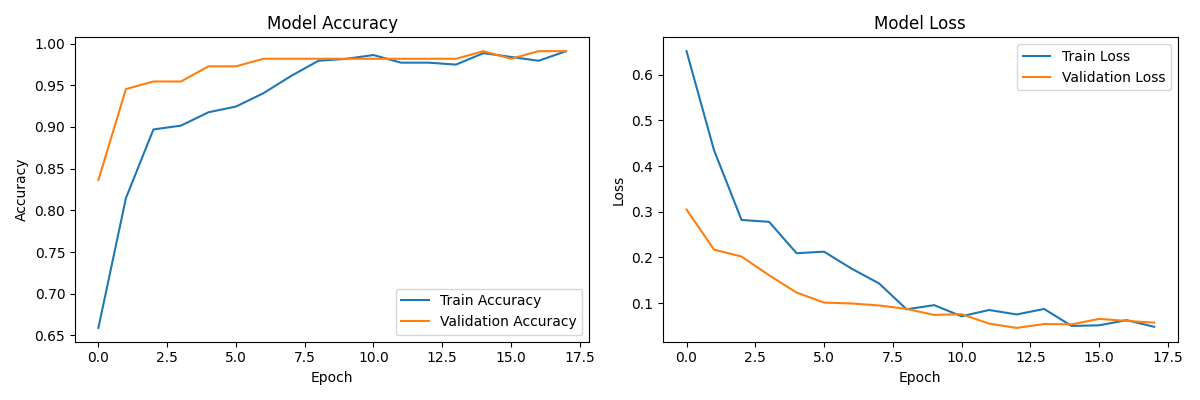 Model Accuracy
1.00
0.95
0.90
0.85
0.80
0.75
0.70
0.65
Accuracy
Train Accuracy
Validation Accuracy
0.0 2.5 5.0 7.5 10.0 12.5 15.0 17.5
Epoch
Model Loss
0.6
0.5
0.4
0.3
0.2
0.1
Loss
Train Loss
Validation Loss
0.0 2.5 5.0 7.5 10.0 12.5 15.0 17.5
Epoch